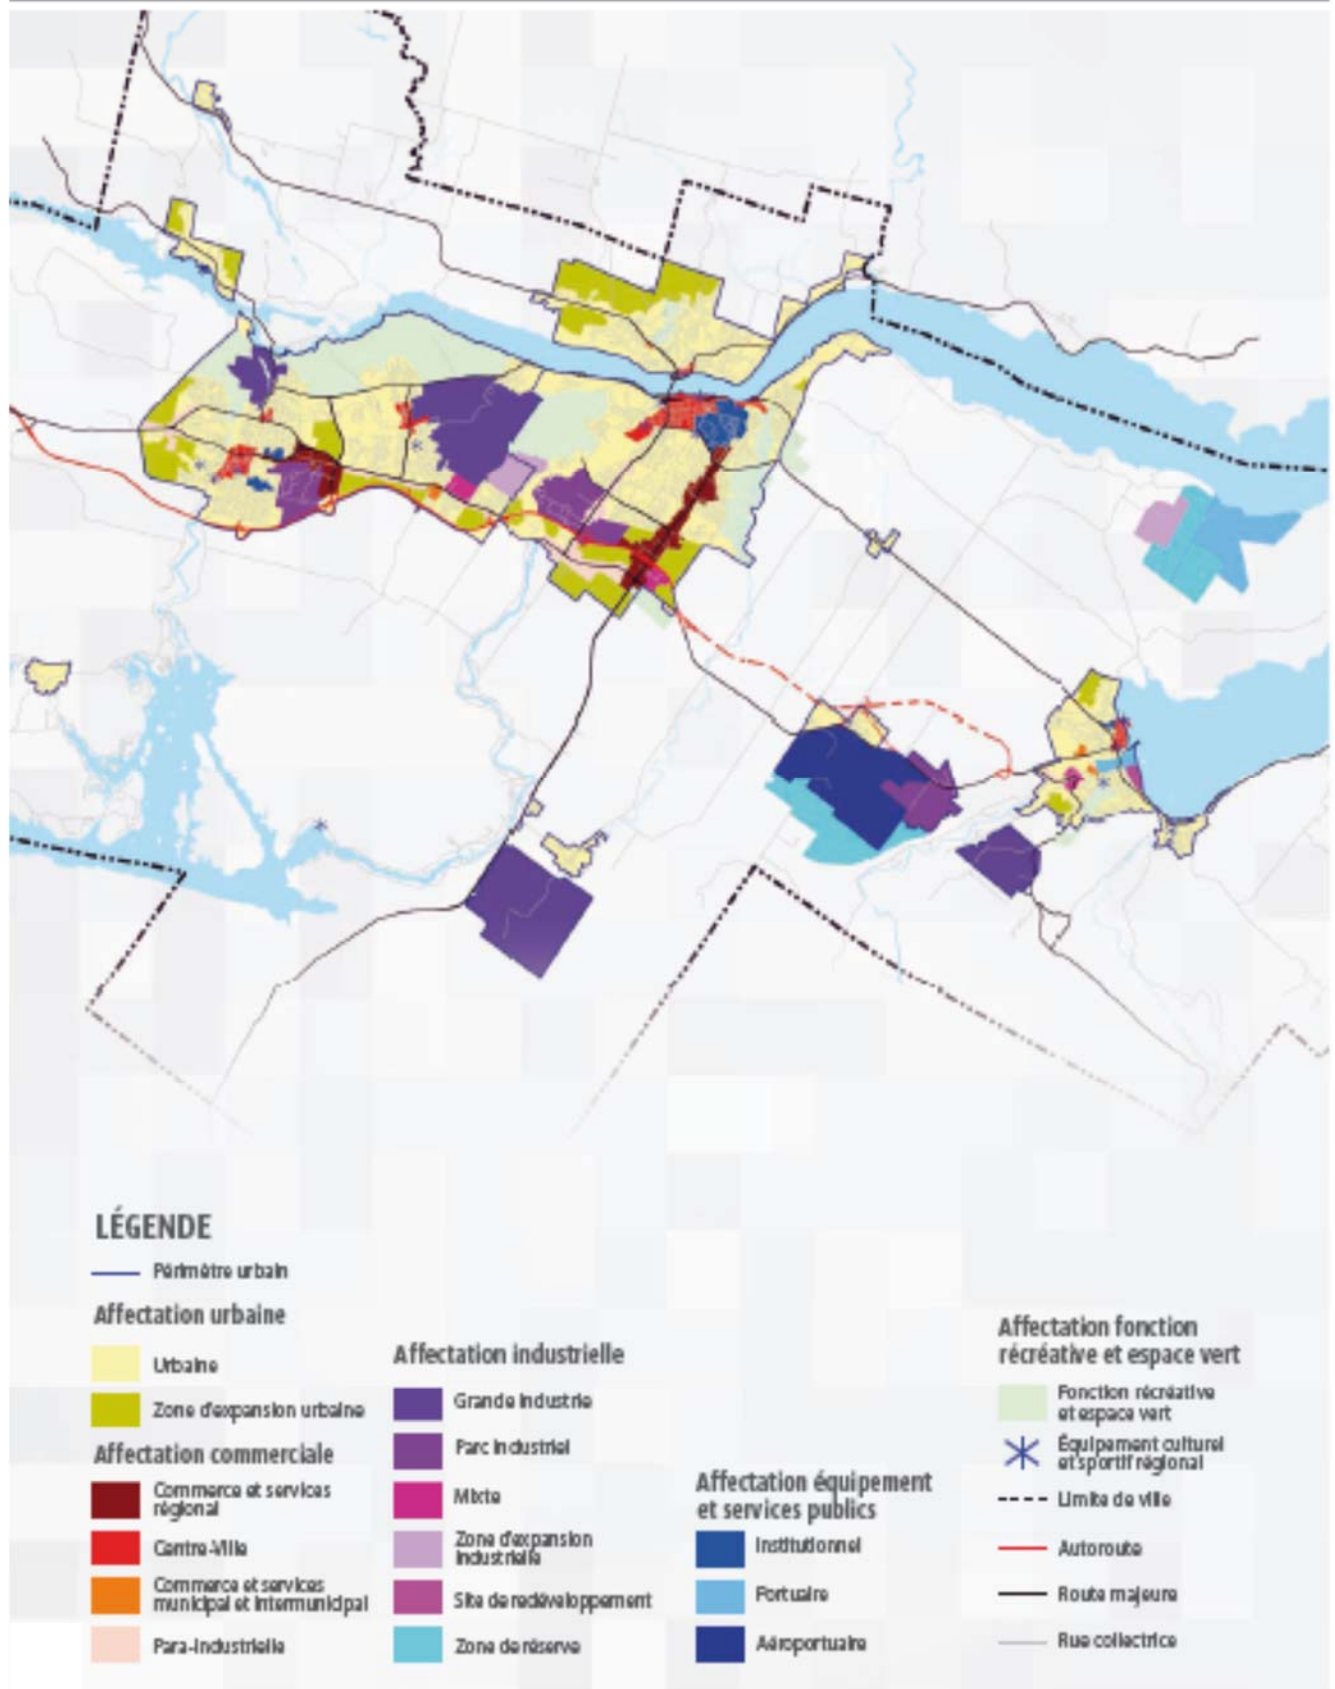 LÉGENDE
Périmètre urbain
Affectation urbaine
Urbaine
Zone d'expansion urbaine
Affectation commerciale
Commerce et services
régional
Centre-Ville
Commerce et services
municipal et intermunicipal
Para-industrielle
Affectation industrielle
Grande industrie
Parc industriel
Mixte
Zone d'expansion
industrielle
Site de redéveloppement
Zone de réserve
Affectation équipement
et services publics
Institutionnel
Portuaire
Aéroportuaire
Affectation fonction
récréative et espace vert
Fonction récréative
et espace vert
Équipement culturel
et sportif régional
Limite de ville
Autoroute
Route majeure
Rue collectrice